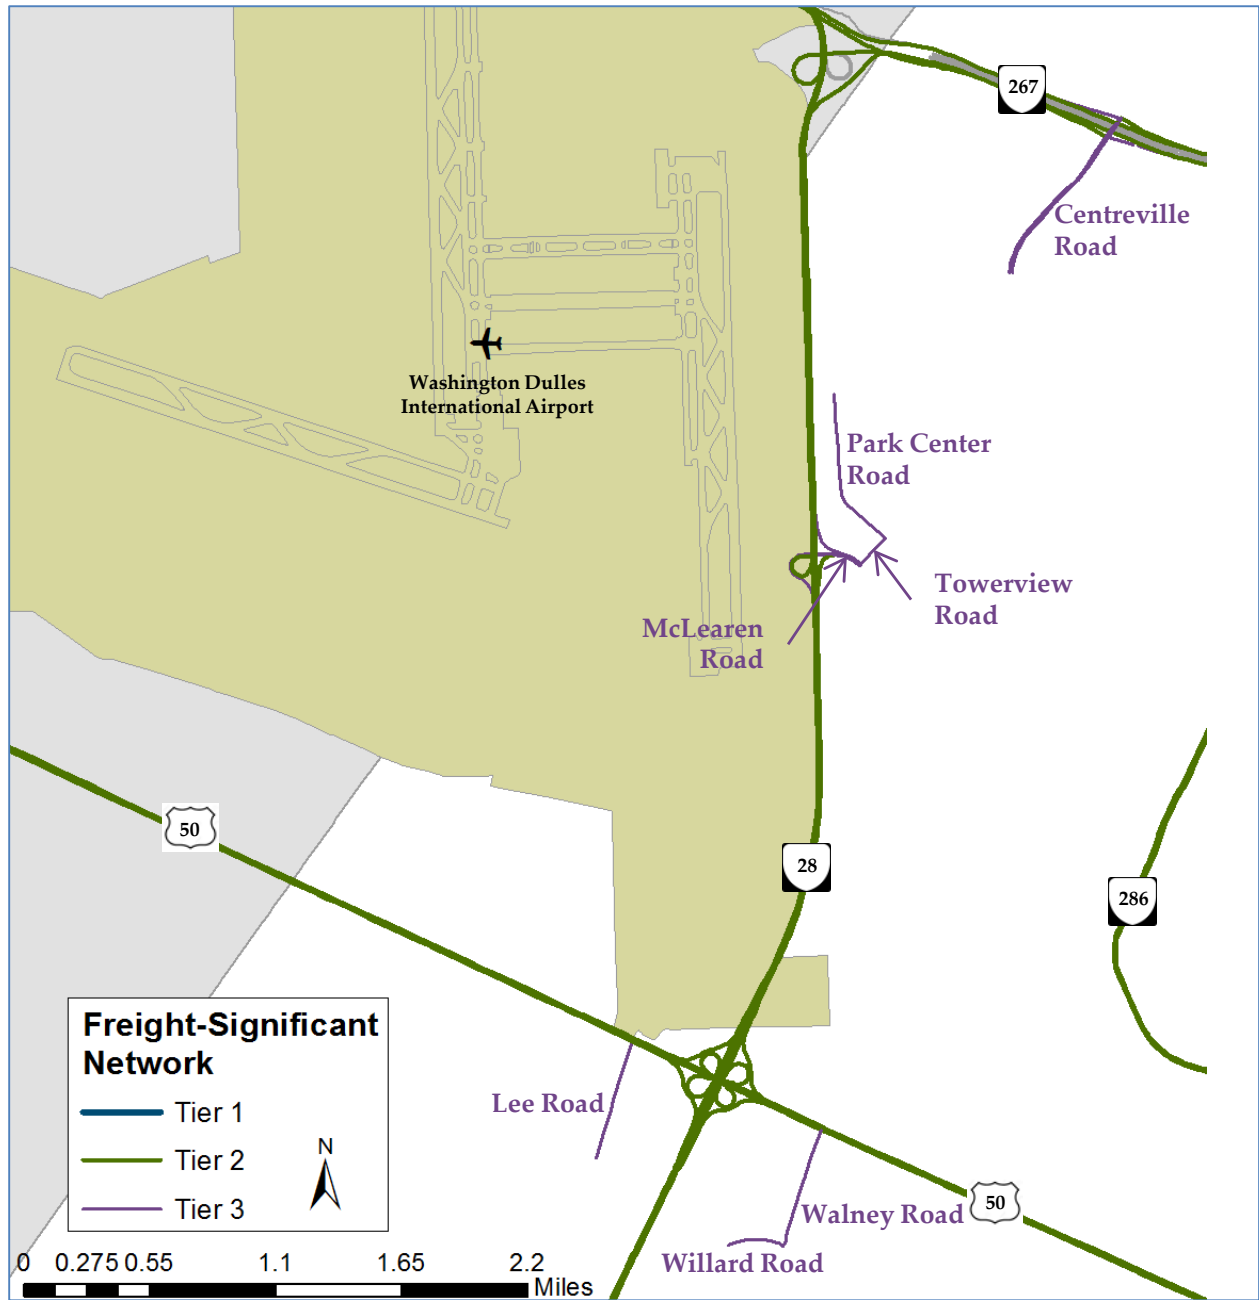 267
Centreville
Road
Washington Dulles
International Airport
Park Center
Road
Towerview
Road
McLearen
Road
50
28
286
Freight-Significant
Network
Tier 1
Tier 2
Tier 3
N
Lee Road
Walney Road
50
Willard Road
0 0.275 0.55 1.1 1.65 2.2
Miles